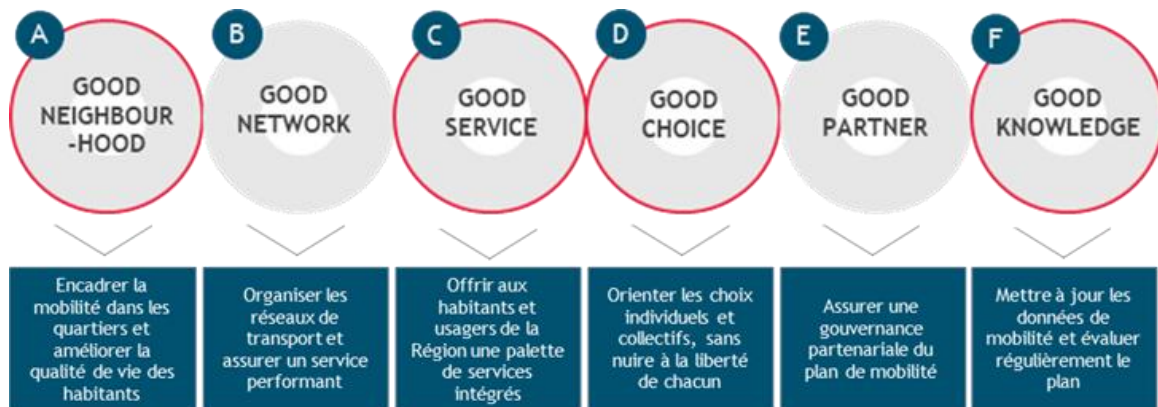 A
GOOD
NEIGHBOUR
-HOOD
B
GOOD
NETWORK
C
GOOD
SERVICE
D
GOOD
CHOICE
E
GOOD
PARTNER
F
GOOD
KNOWLEDGE
Encadrer la
mobilité dans les
quartiers et
améliorer la
qualité de vie des
habitants
Organiser les
réseaux de
transport et
assurer un service
performant
Offrir aux
habitants et
usagers de la
Région une palette
de services
intégrés
Orienter les choix
individuels et
collectifs, sans
nuire à la liberté
de chacun
Assurer une
gouvernance
partenariale du
plan de mobilité
Mettre à jour les
données de
mobilité et évaluer
régulièrement le
plan